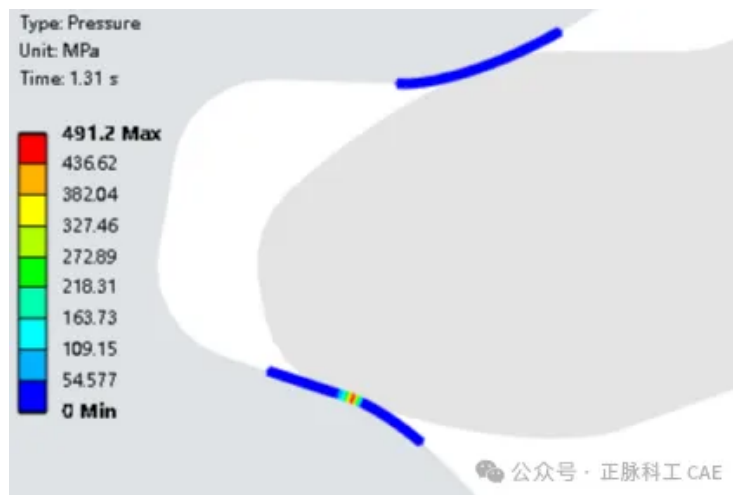 Type: Pressure
Unit: MPa
Time: 1.31 s
491.2 Max
436.62
382.04
327.46
272.89
218.31
163.73
109.15
54.577
0 Min
公众号 · 正脉科工 CAE